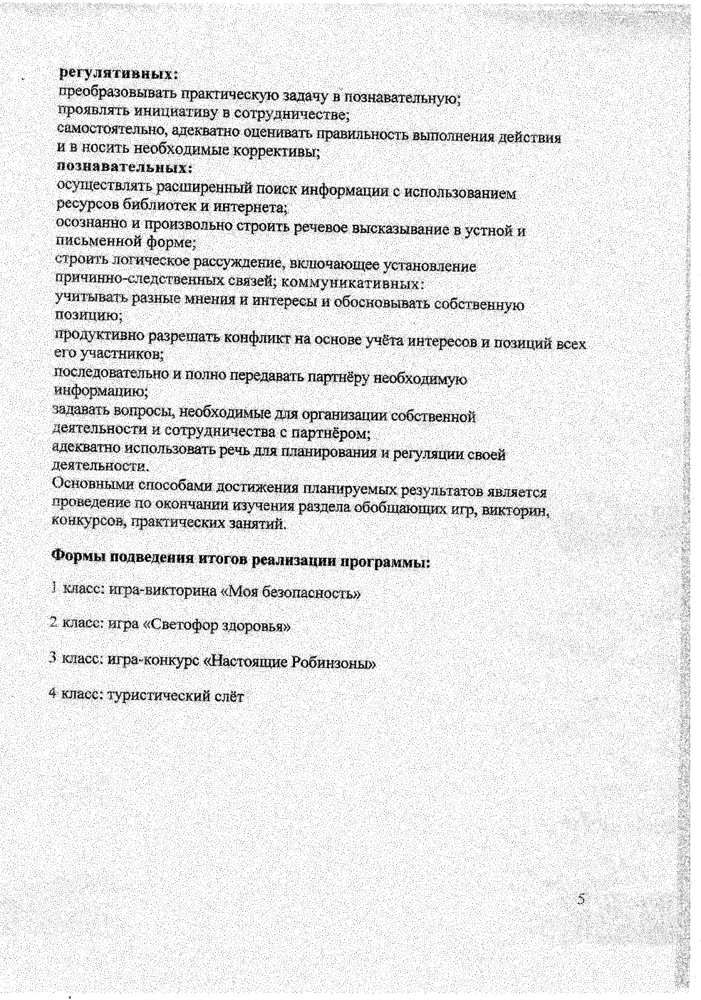 регулятивных:
преобразовывать практическую задачу в познавательную;
проявлять инициативу в сотрудничестве;
самостоятельно, адекватно оценивать правильность выполнения действия
и в носить необходимые коррективы;
познавательных:
осуществлять расширенный поиск информации с использованием
ресурсов библиотек и интернета;
осознанно и произвольно строить речевое высказывание в устной и
письменной форме;
строить логическое рассуждение, включающее установление
причинно-следственных связей; коммуникативных:
учитывать разные мнения и интересы и обосновывать собственную
позицию;
продуктивно разрешать конфликт на основе учёта интересов и позиций всех
его участников;
последовательно и полно передавать партнёру необходимую
информацию;
задавать вопросы, необходимые для организации собственной
деятельности и сотрудничества с партнёром;
адекватно использовать речь для планирования и регуляции своей
деятельности.
Основными способами достижения планируемых результатов является
проведение по окончании изучения раздела обобщающих игр, викторин,
конкурсов, практических занятий.
Формы подведения итогов реализации программы:
1 класс: игра-викторина «Моя безопасность»
2 класс: игра «Светофор здоровья»
3 класс: игра-конкурс «Настоящие Робинзоны»
4 класс: туристический слёт
5